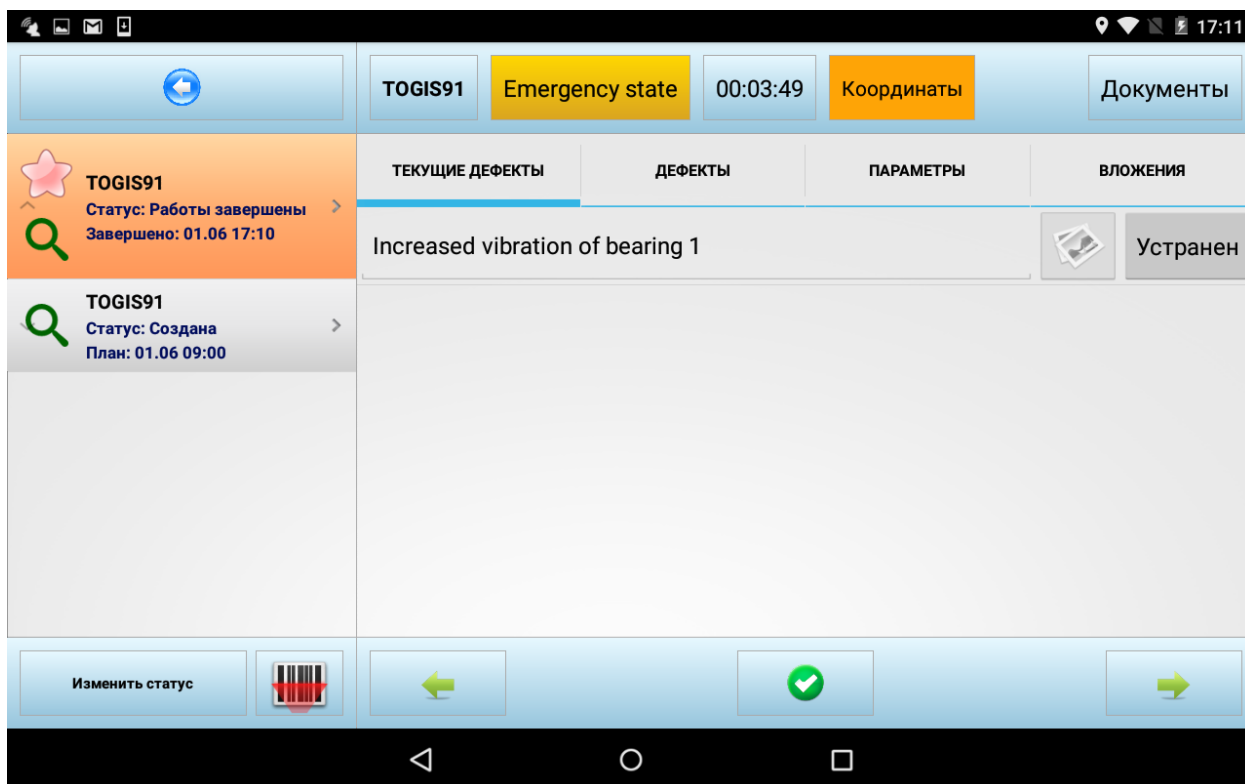 17:11
TOGIS91
Emergency state
00:03:49
Координаты
Документы
TOGIS91
Статус: Работы завершены
Завершено: 01.06 17:10
TOGIS91
Статус: Создана
План: 01.06 09:00
ТЕКУЩИЕ ДЕФЕКТЫ
ДЕФЕКТЫ
ПАРАМЕТРЫ
ВЛОЖЕНИЯ
Increased vibration of bearing 1
Устранен
Изменить статус